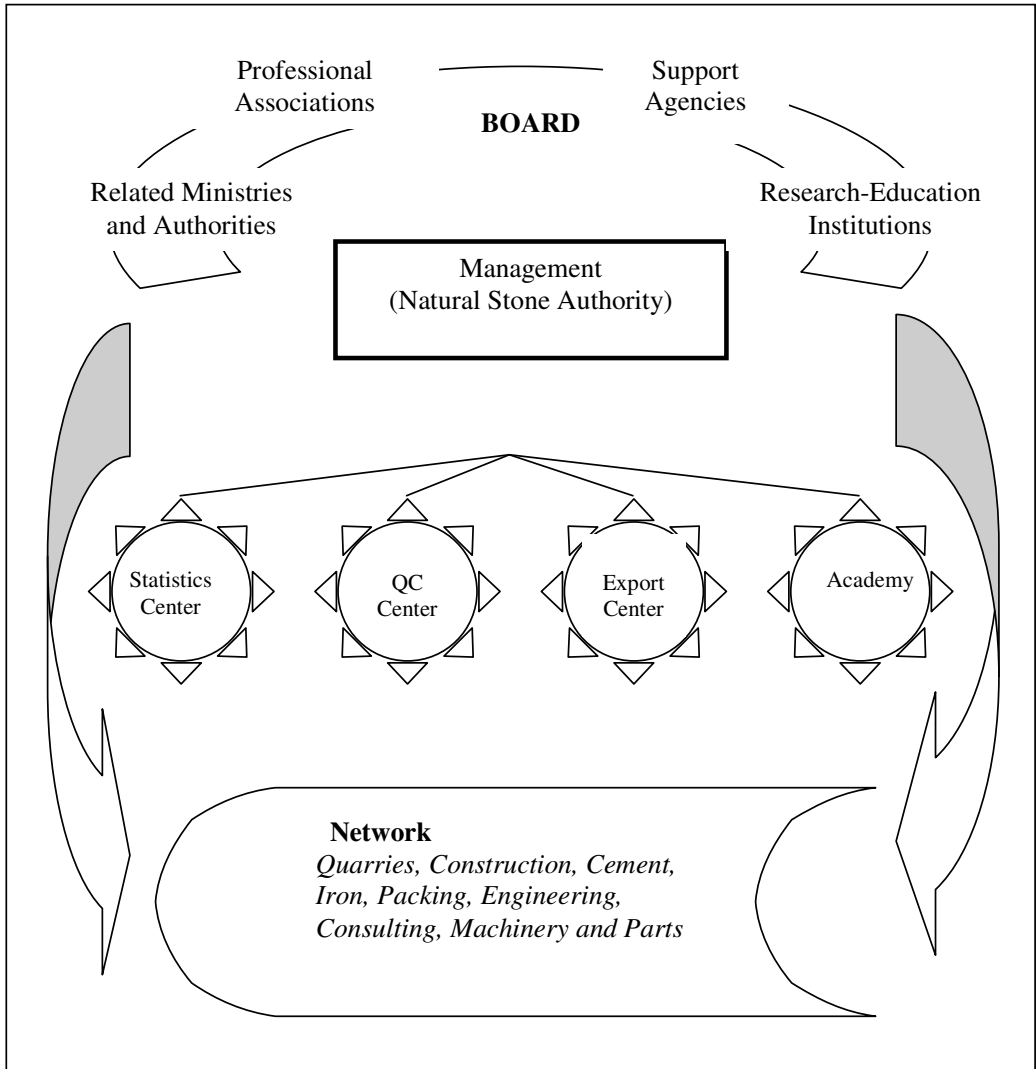 Professional
Associations
Support
Agencies
BOARD
Related Ministries
and Authorities
Research-Education
Institutions
Management
(Natural Stone Authority)
Statistics
Center
QC
Center
Export
Center
Academy
Network
Quarries, Construction, Cement,
Iron, Packing, Engineering,
Consulting, Machinery and Parts